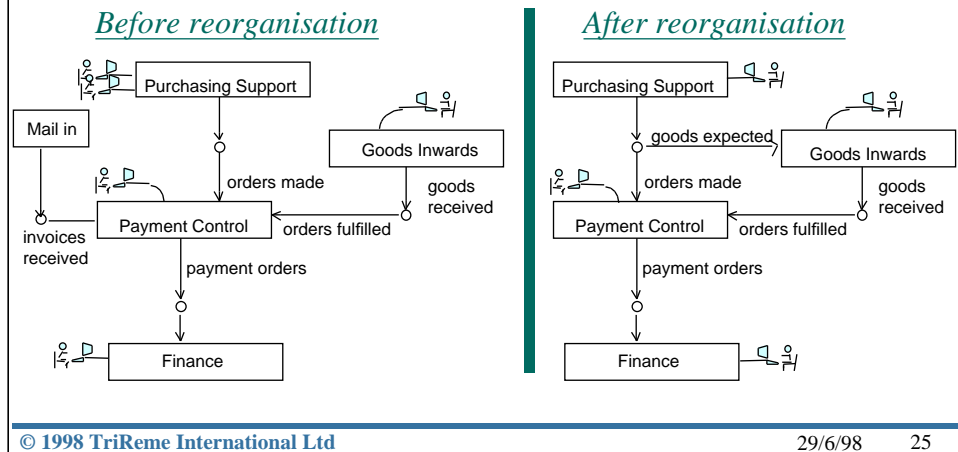 Before reorganisation
Purchasing Support
Mail in
Goods Inwards
orders made
goods
received
Payment Control
orders fulfilled
invoices
received
payment orders
Finance
After reorganisation
Purchasing Support
goods expected
Goods Inwards
orders made
goods
received
Payment Control
orders fulfilled
payment orders
Finance
© 1998 TriReme International Ltd
29/6/98
25